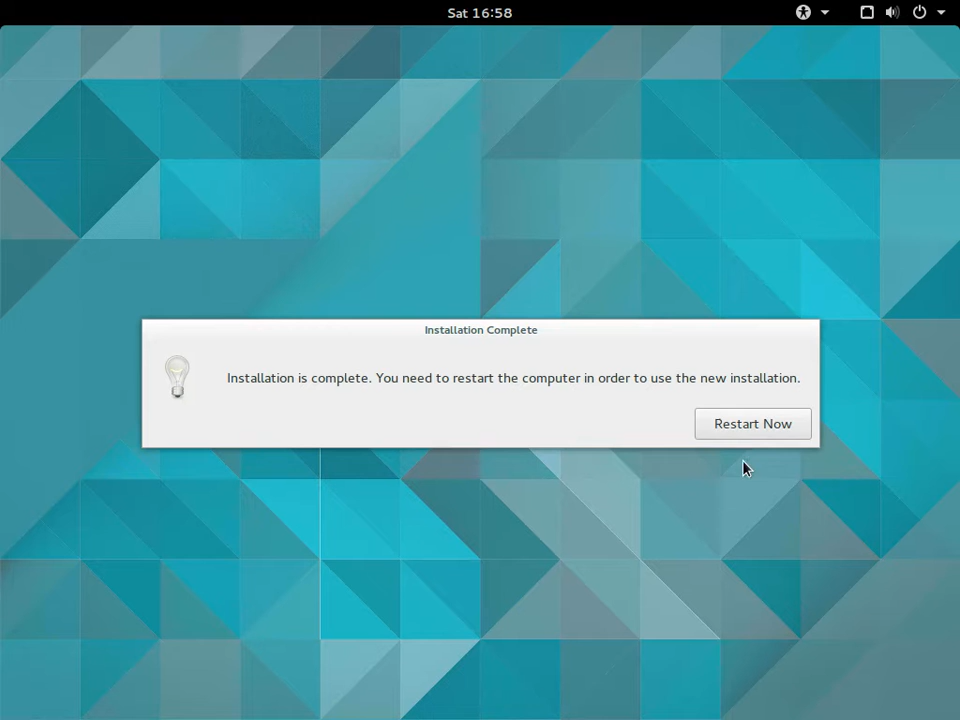 Sat 16:58
Installation Complete
Installation is complete. You need to restart the computer in order to use the new installation.
Restart Now